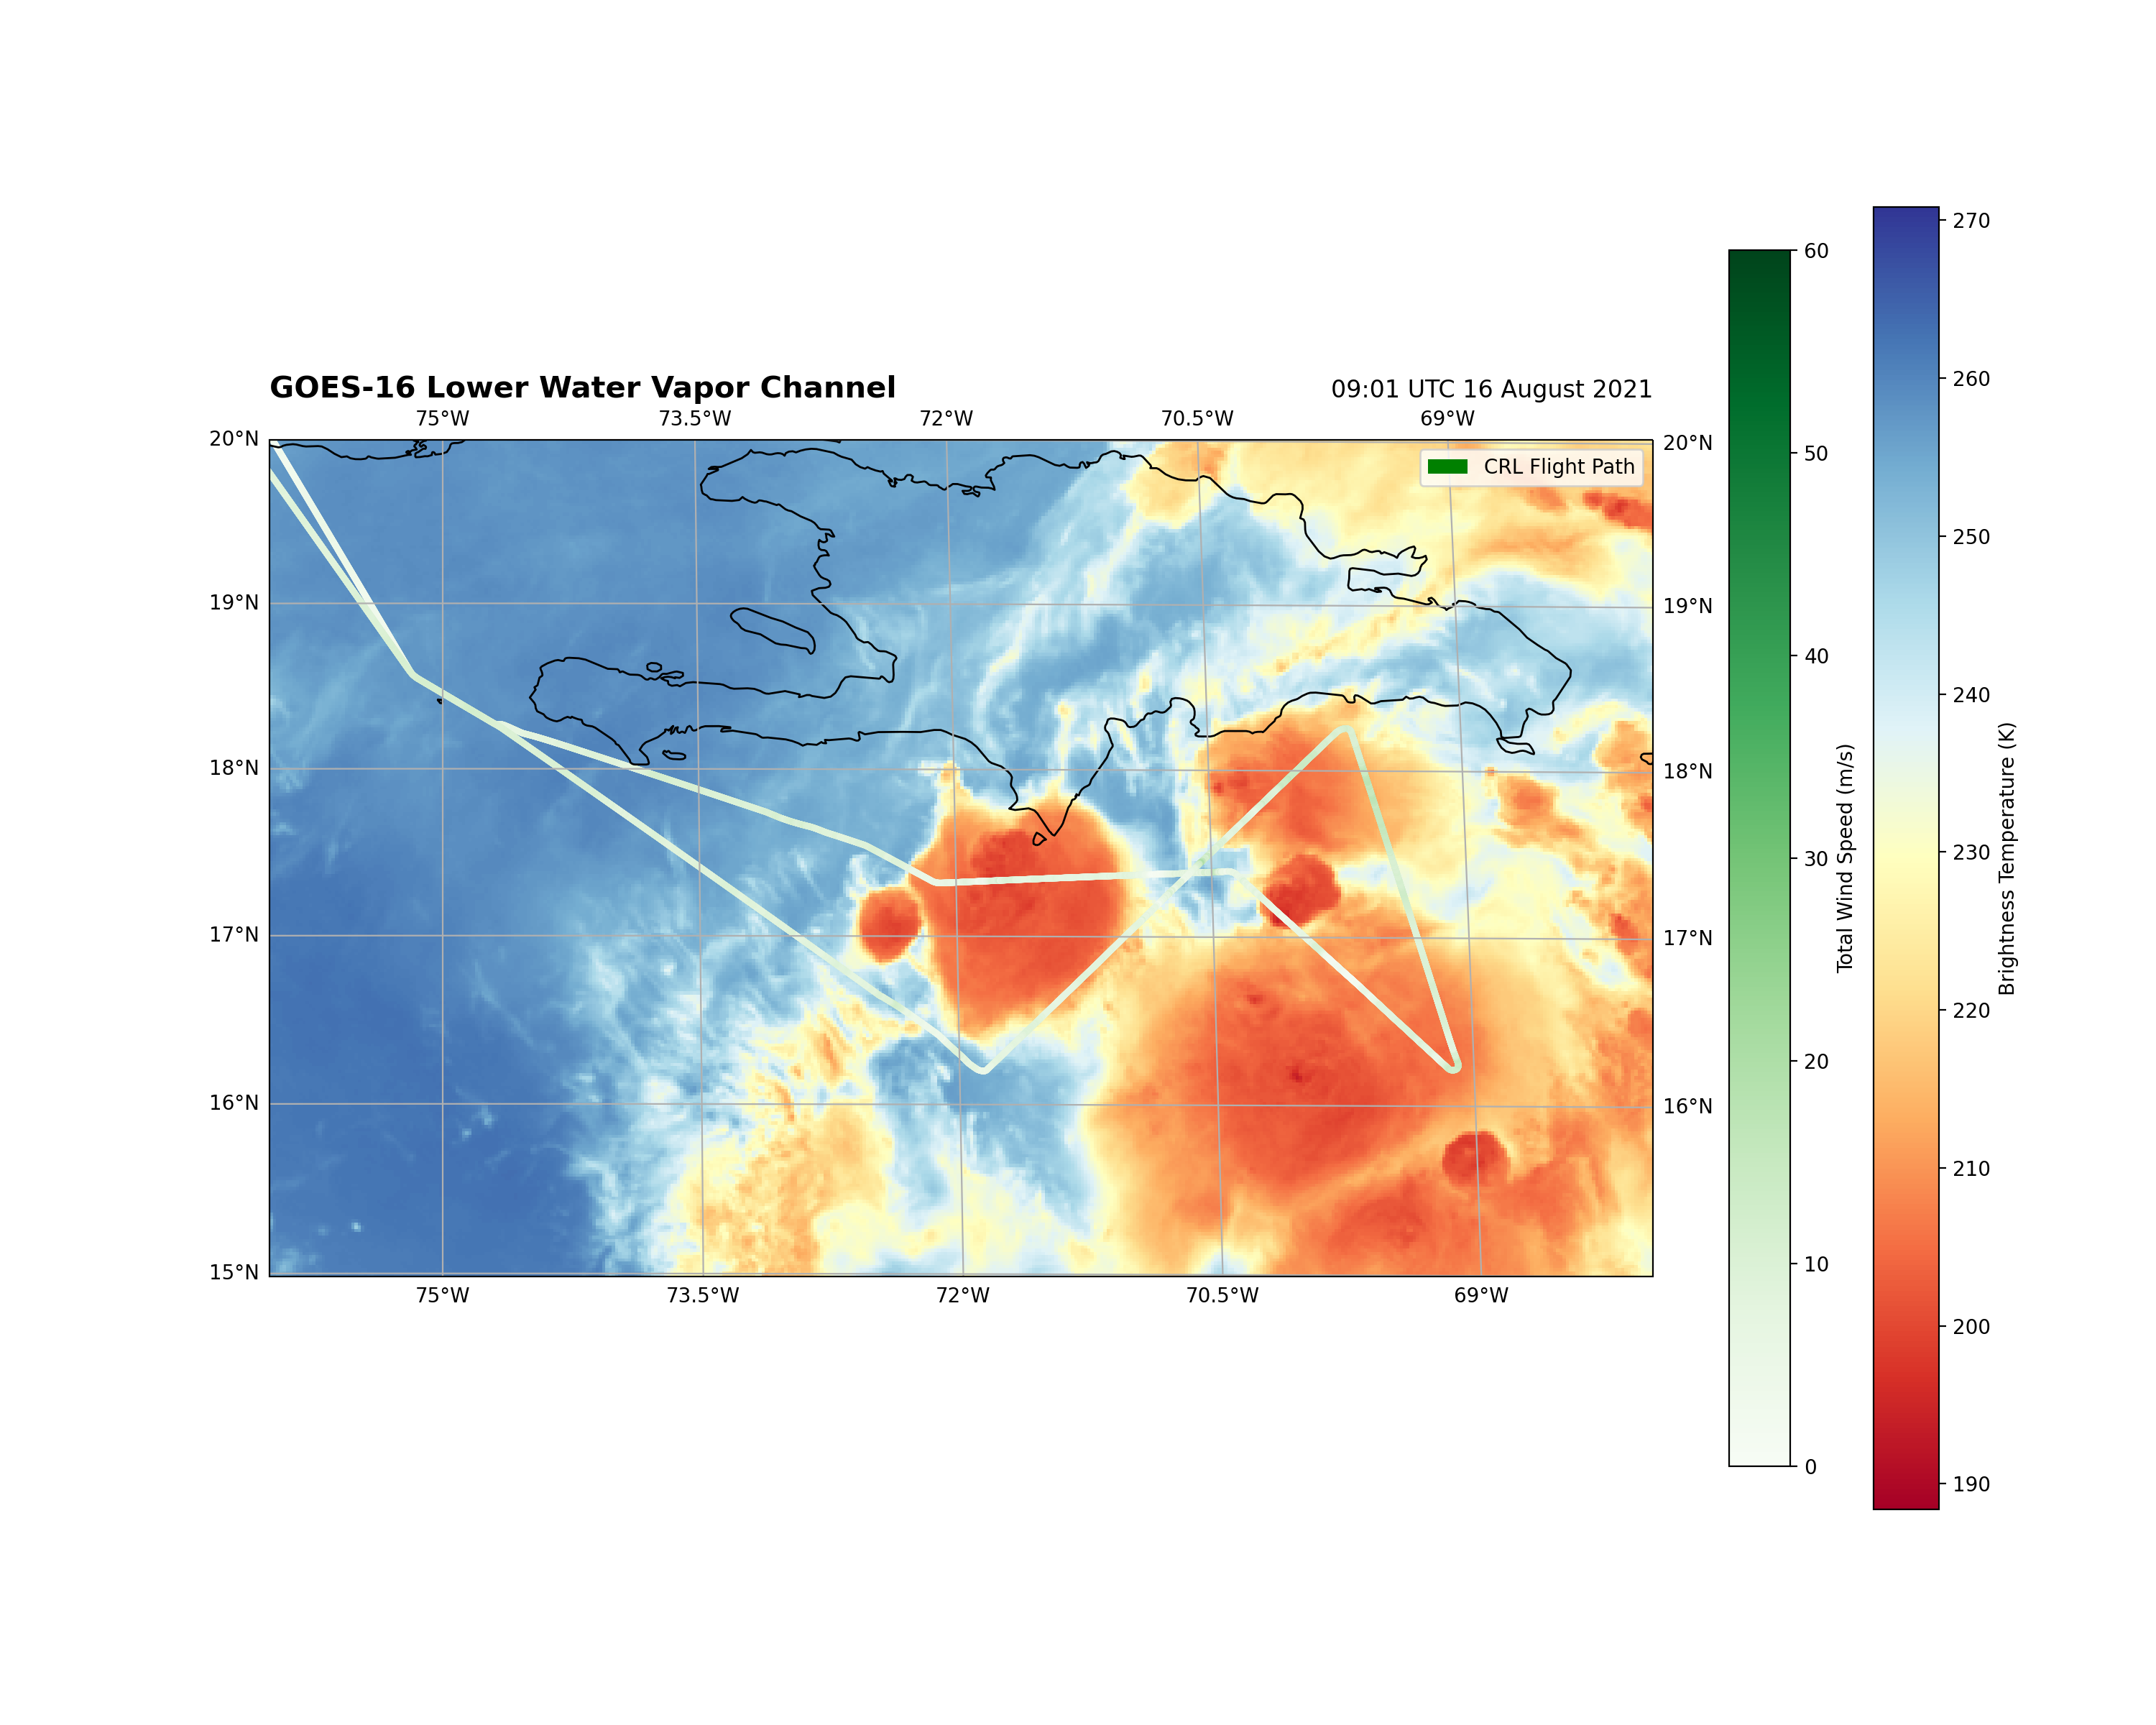 GOES-16 Lower Water Vapor Channel
09:01 UTC 16 August 2021
75°W 73.5°W 72°W 70.5°W 69°W
20°N
19°N
18°N
17°N
16°N
15°N
CRL Flight Path
20°N
19°N
18°N
17°N
16°N
75°W 73.5°W 72°W 70.5°W 69°W
60
50
40
30
20
10
0
Total Wind Speed (m/s)
270
260
250
240
230
220
210
200
190
Brightness Temperature (K)